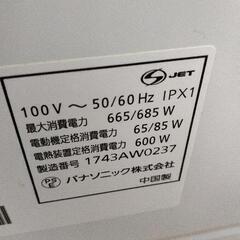 JET
100V ～ 50/60Hz IPX1
最大消費電力 665/685 W
電動機定格消費電力 65/85 W
電熱装置定格消費電力 600 W
製造番号 1743AW0237
PS E パナソニック株式会社
中国製